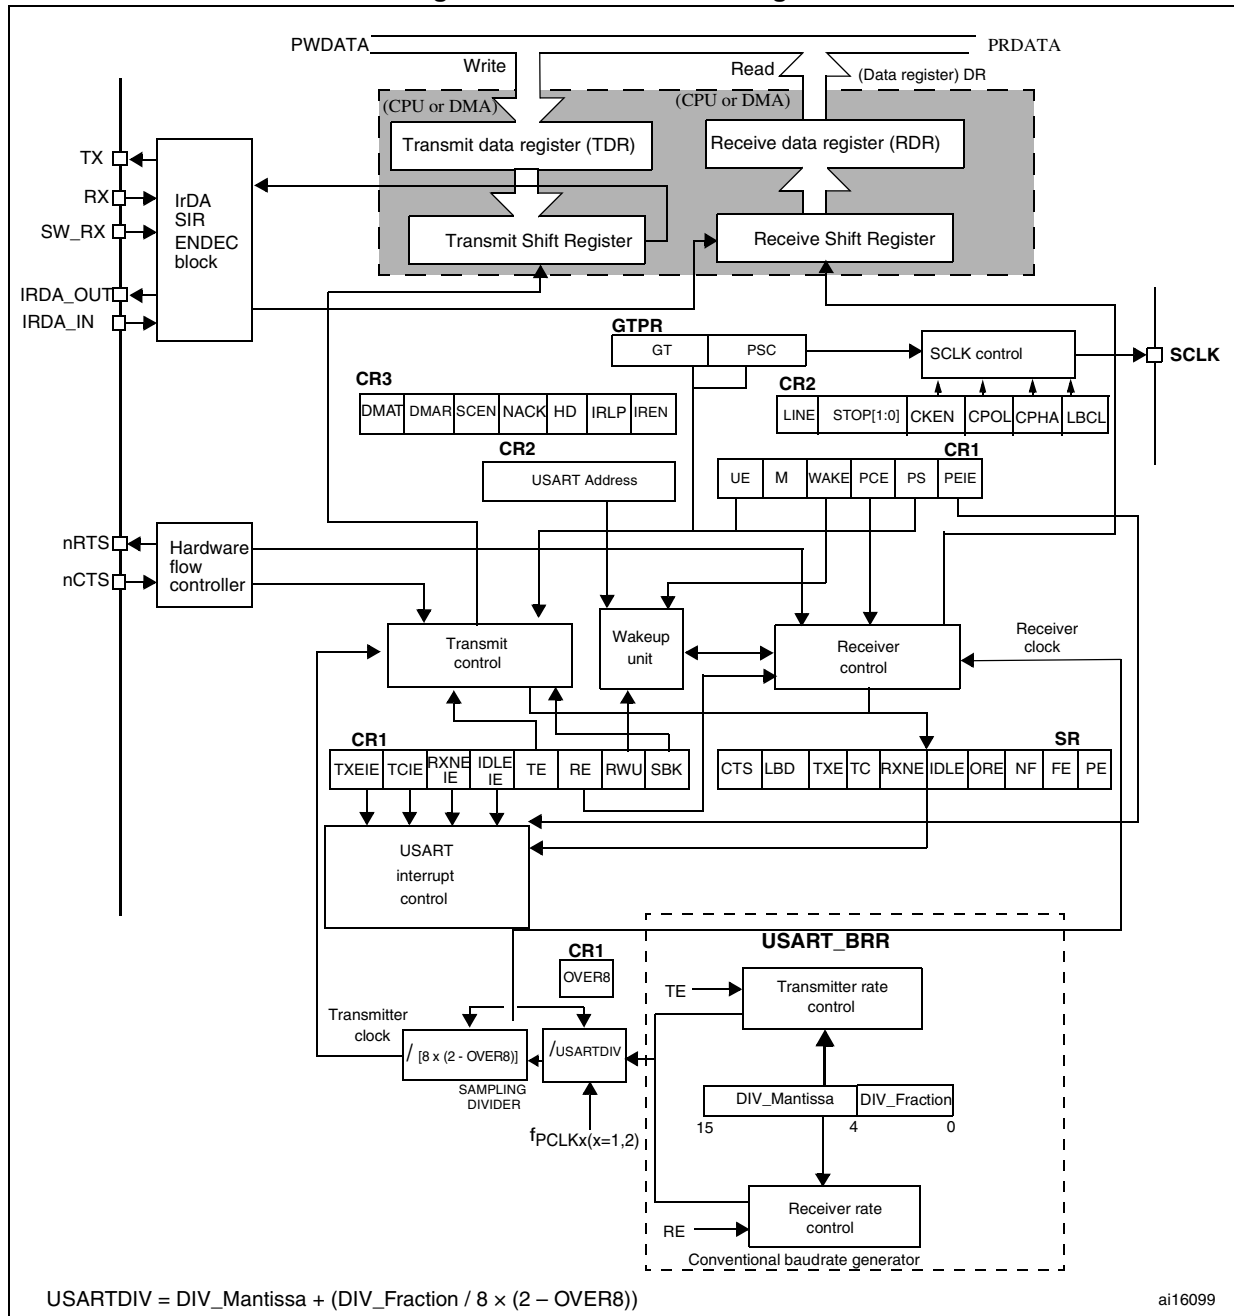 PWDATA
PRDATA
Write
Read
(Data register) DR
(CPU or DMA)
(CPU or DMA)
Transmit data register (TDR)
Receive data register (RDR)
TX
RX
SW_RX
IRDA_OUT
IRDA_IN
IrDA
SIR
ENDEC
block
Transmit Shift Register
Receive Shift Register
GTPR
GT
PSC
SCLK control
SCLK
CR3
DMAT
DMAR
SCEN
NACK
HD
IRLP
IREN
CR2
LINE
STOP[1:0]
CKEN
CPOL
CPHA
LBCL
CR2
USART Address
CR1
UE
M
WAKE
PCE
PS
PEIE
nRTS
nCTS
Hardware
flow
controller
Transmit
control
Wakeup
unit
Receiver
control
Receiver
clock
CR1
TXEIE
TCIE
RXNE
IE
IDLE
IE
TE
RE
RWU
SBK
SR
CTS
LBD
TXE
TC
RXNE
IDLE
ORE
NF
FE
PE
USART
interrupt
control
USART_BRR
CR1
OVER8
TE
Transmitter rate
control
Transmitter
clock
/ [8 x (2 - OVER8)]
/USARTDIV
SAMPLING
DIVIDER
fPCLKx(x=1,2)
DIV_Mantissa
DIV_Fraction
15
4
0
Receiver rate
control
RE
Conventional baudrate generator
USARTDIV = DIV_Mantissa + (DIV_Fraction / 8 × (2 – OVER8))
ai16099